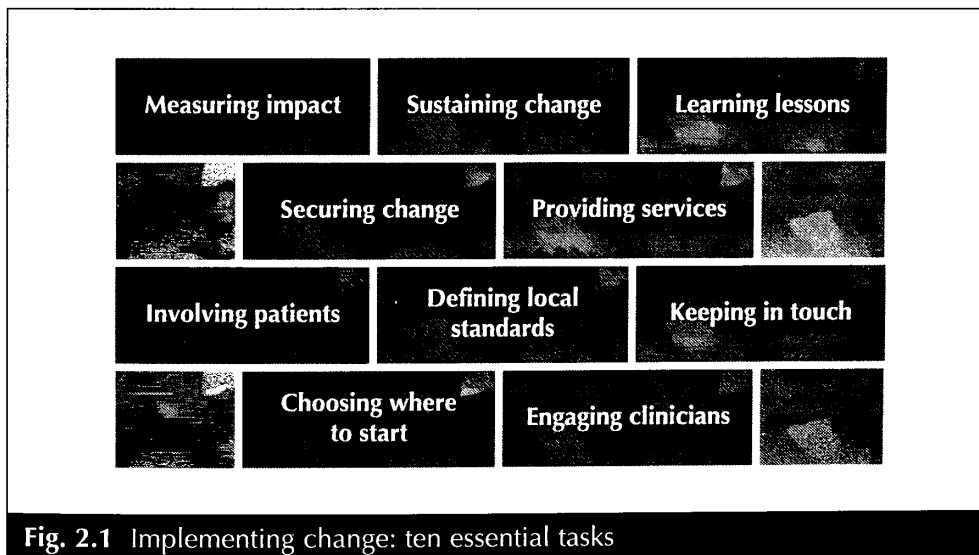 Measuring impact
Sustaining change
Learning lessons
Securing change
Providing services
Involving patients
Defining local
standards
Keeping in touch
Choosing where
to start
Engaging clinicians
Fig. 2.1 Implementing change: ten essential tasks